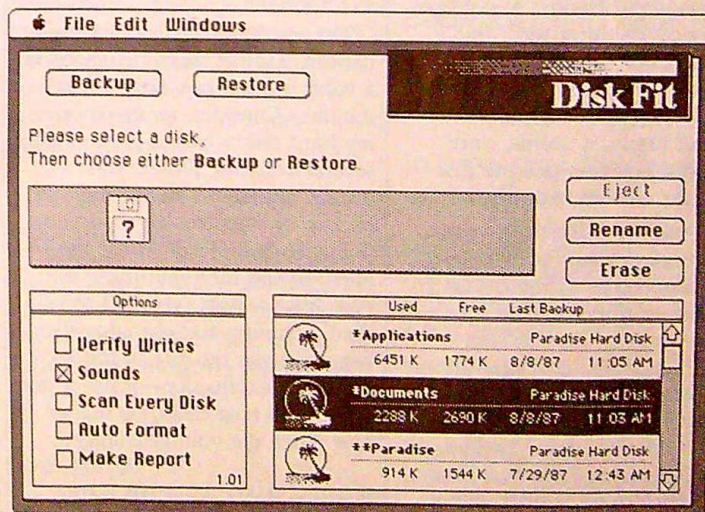 File Edit Windows
Backup Restore
Disk Fit
Please select a disk.
Then choose either Backup or Restore
?
Eject
Rename
Erase
Options
Verify Writes
Sounds
Scan Every Disk
Auto Format
Make Report
1.01
Used Free Last Backup
*Applications Paradise Hard Disk
6451 K 1774 K 8/8/87 11:05 AM
*Documents Paradise Hard Disk
2288 K 2690 K 8/8/87 11:03 AM
**Paradise Paradise Hard Disk
914 K 1544 K 7/29/87 12:43 AM